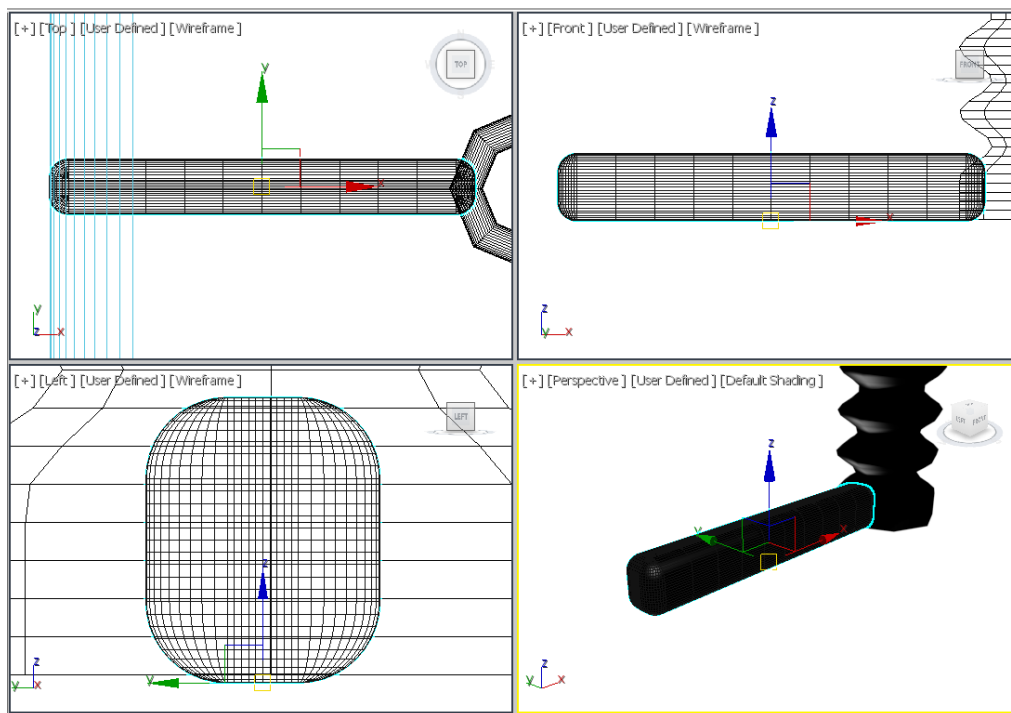 [+] [Top] [User Defined] [Wireframe]
TOP
y
x
y
z x
[+] [Front] [User Defined] [Wireframe]
FRONT
z
x
z
y x
[+] [Left] [User Defined] [Wireframe]
LEFT
z
y
z
y x
[+] [Perspective] [User Defined] [Default Shading]
LEFT FRONT
z
y x
z
y x